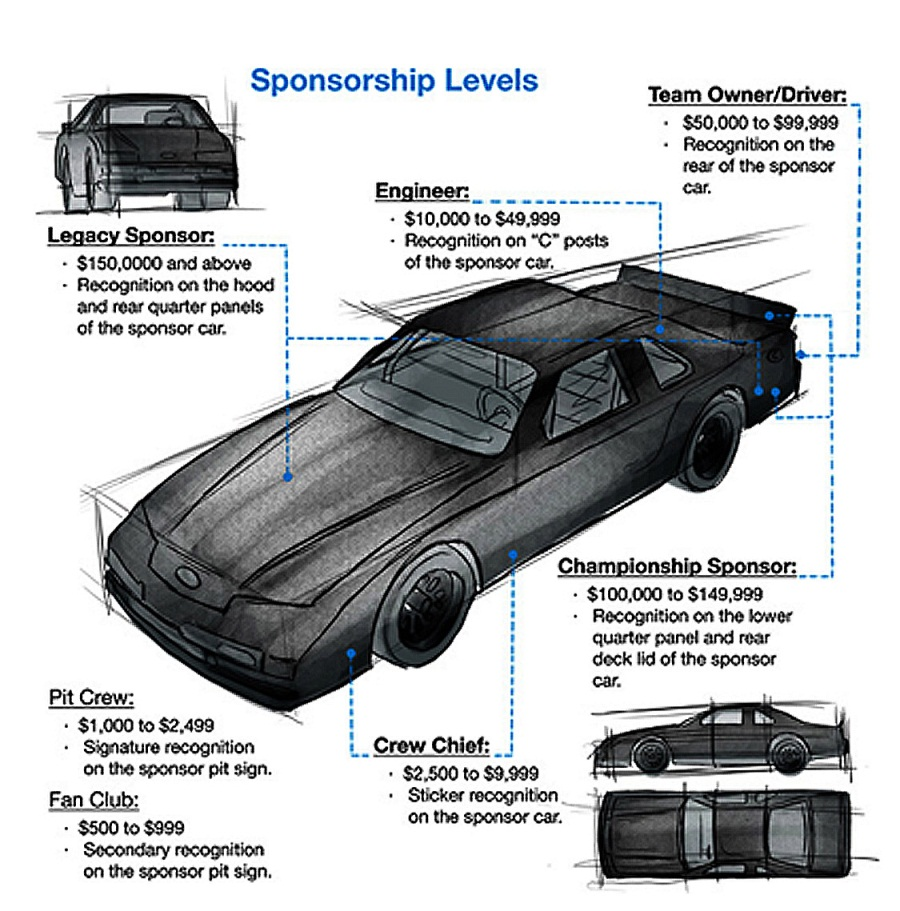 Sponsorship Levels
Team Owner/Driver:
· $50,000 to $99,999
· Recognition on the
rear of the sponsor
car.
Engineer:
· $10,000 to $49,999
· Recognition on “C” posts
of the sponsor car.
Legacy Sponsor:
· $150,0000 and above
· Recognition on the hood
and rear quarter panels
of the sponsor car.
Championship Sponsor:
· $100,000 to $149,999
· Recognition on the lower
quarter panel and rear
deck lid of the sponsor
car.
Pit Crew:
· $1,000 to $2,499
· Signature recognition
on the sponsor pit sign.
Crew Chief:
· $2,500 to $9,999
· Sticker recognition
on the sponsor car.
Fan Club:
· $500 to $999
· Secondary recognition
on the sponsor pit sign.